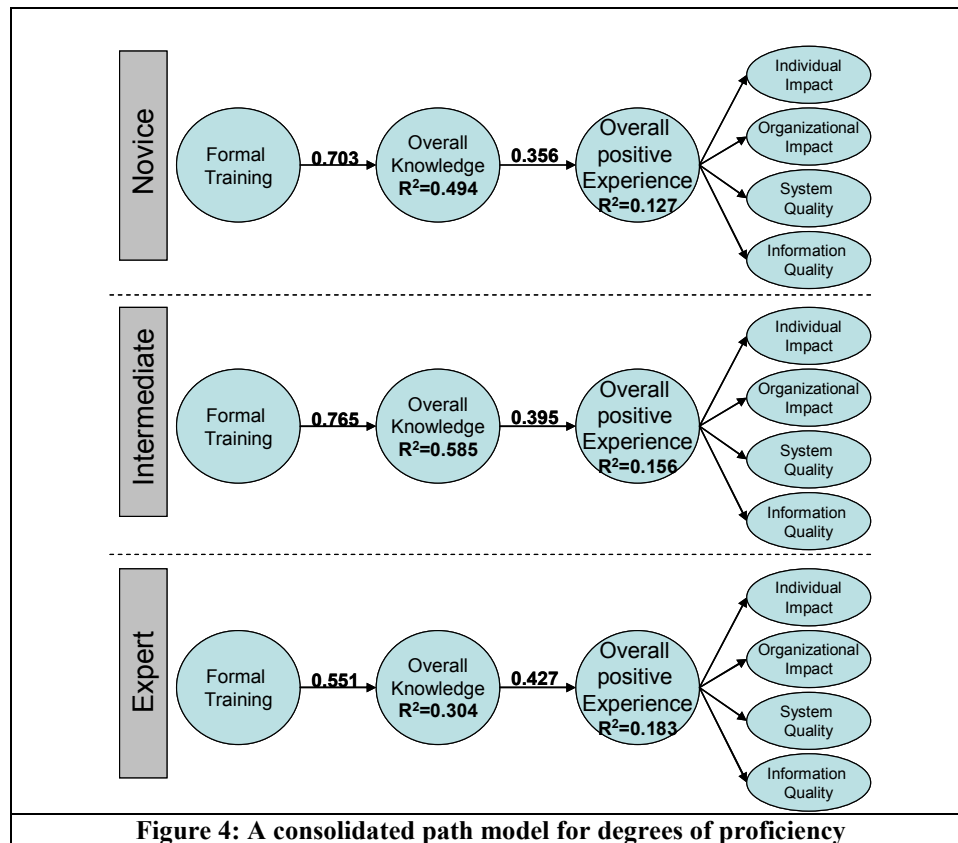 Novice
Formal
Training
0.703
Overall
Knowledge
R²=0.494
0.356
Overall
positive
Experience
R²=0.127
Individual
Impact
Organizational
Impact
System
Quality
Information
Quality
Intermediate
Formal
Training
0.765
Overall
Knowledge
R²=0.585
0.395
Overall
positive
Experience
R²=0.156
Individual
Impact
Organizational
Impact
System
Quality
Information
Quality
Expert
Formal
Training
0.551
Overall
Knowledge
R²=0.304
0.427
Overall
positive
Experience
R²=0.183
Individual
Impact
Organizational
Impact
System
Quality
Information
Quality
Figure 4: A consolidated path model for degrees of proficiency